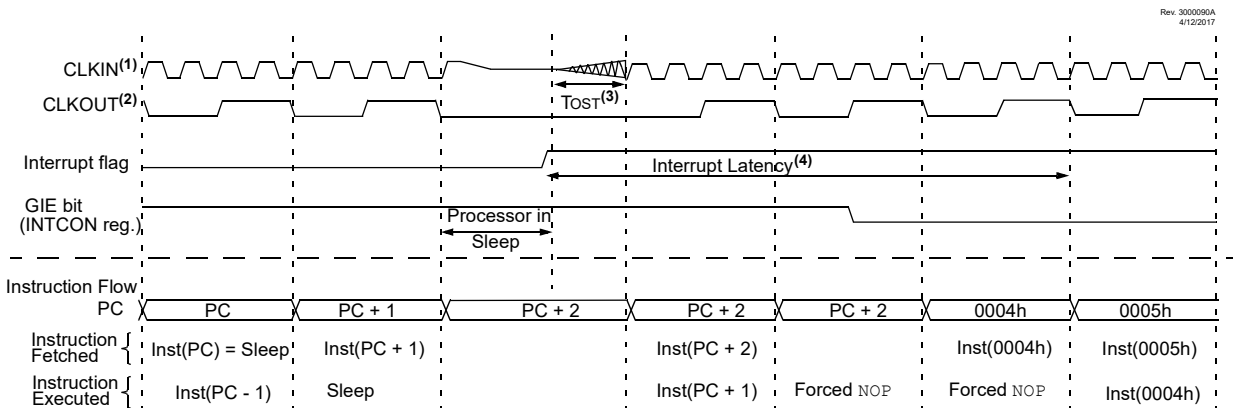 Rev. 3000090A
4/12/2017
CLKIN(1)
CLKOUT(2)
TOST(3)
Interrupt flag
Interrupt Latency(4)
GIE bit
(INTCON reg.)
Processor in
Sleep
Instruction Flow
PC
PC
PC + 1
PC + 2
PC + 2
PC + 2
0004h
0005h
Instruction
Fetched
Inst(PC) = Sleep
Inst(PC + 1)
Inst(PC + 2)
Inst(0004h)
Inst(0005h)
Instruction
Executed
Inst(PC - 1)
Sleep
Inst(PC + 1)
Forced NOP
Forced NOP
Inst(0004h)